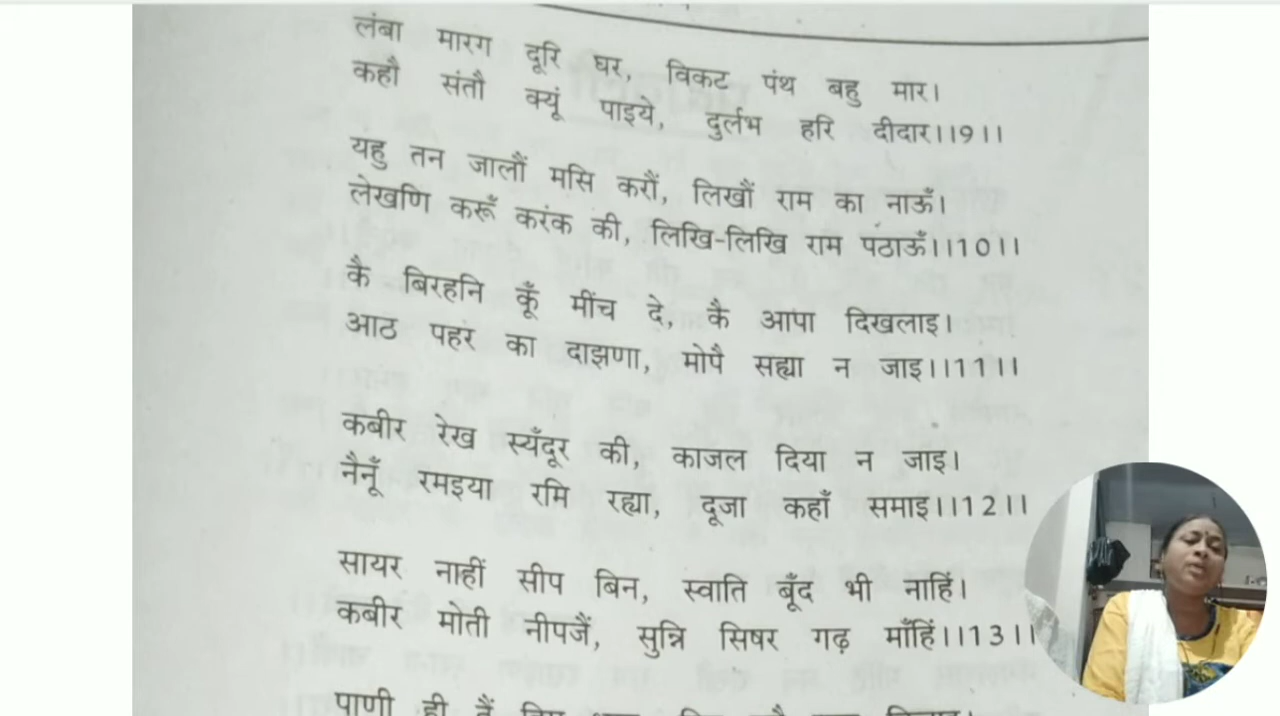 लंबा मारग दूरि घर, विकट पंथ बहु मार।
कहौ संतौ क्यूं पाइये, दुर्लभ हरि दीदार।।9।।
यहु तन जालौं मसि करौं, लिखौं राम का नाऊँ।
लेखणि करूँ करंक की, लिखि-लिखि राम पठाऊँ।।10।।
कै बिरहनि कूँ मींच दे, कै आपा दिखलाइ।
आठ पहर का दाझणा, मोपै सह्या न जाइ।।11।।
कबीर रेख स्यँदूर की, काजल दिया न जाइ।
नैनूँ रमइया रमि रह्या, दूजा कहाँ समाइ।।12।।
सायर नाहीं सीप बिन, स्वाति बूँद भी नाहिं।
कबीर मोती नीपजैं, सुन्नि सिषर गढ़ माँहिं।।13।।
पाणी ही तैं